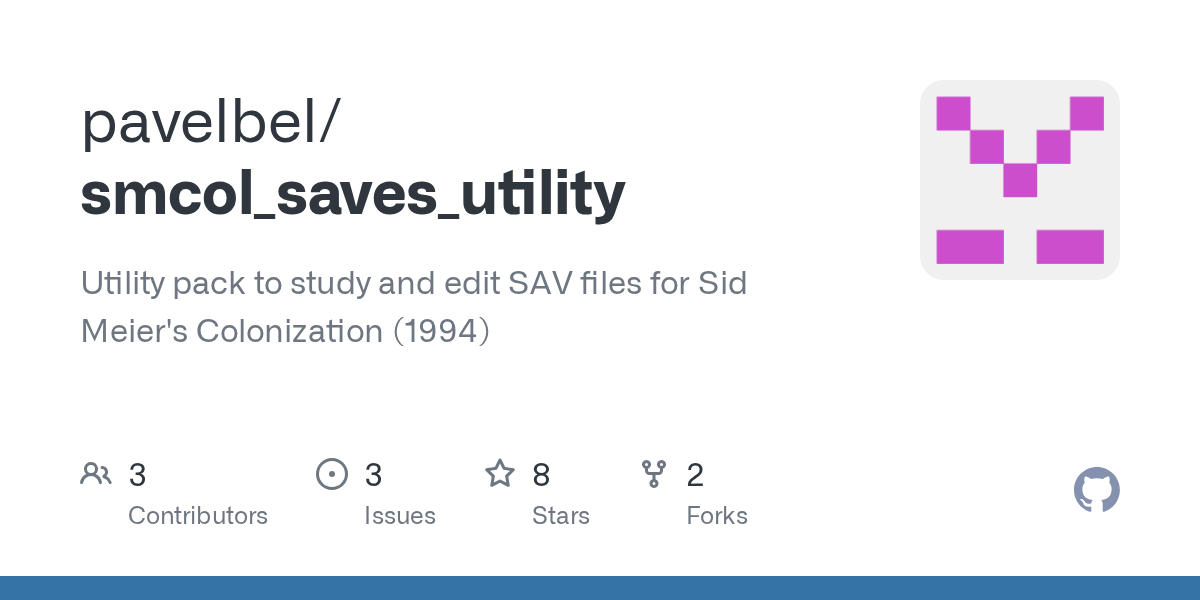 pavelbel/
smcol_saves_utility
Utility pack to study and edit SAV files for Sid
Meier's Colonization (1994)
3
Contributors
3
Issues
8
Stars
2
Forks